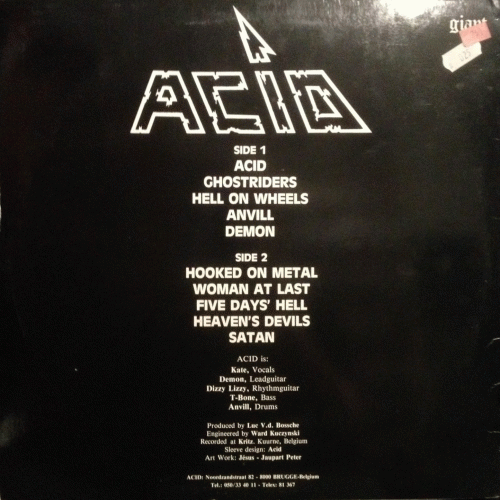 giant
ACID
SIDE 1
ACID
GHOSTRIDERS
HELL ON WHEELS
ANVILL
DEMON
SIDE 2
HOOKED ON METAL
WOMAN AT LAST
FIVE DAYS' HELL
HEAVEN'S DEVILS
SATAN
ACID is:
Kate, Vocals
Demon, Leadguitar
Dizzy Lizzy, Rhythmguitar
T-Bone, Bass
Anvill, Drums
Produced by Luc V.d. Bossche
Engineered by Ward Kuczynski
Recorded at Kritz. Kuurne, Belgium
Sleeve design: Acid
Art Work: Jésus - Jaupart Peter
ACID: Noordzandstraat 82 - 8000 BRUGGE-Belgium
Tel.: 050/33 40 11 - Telex: 81 367